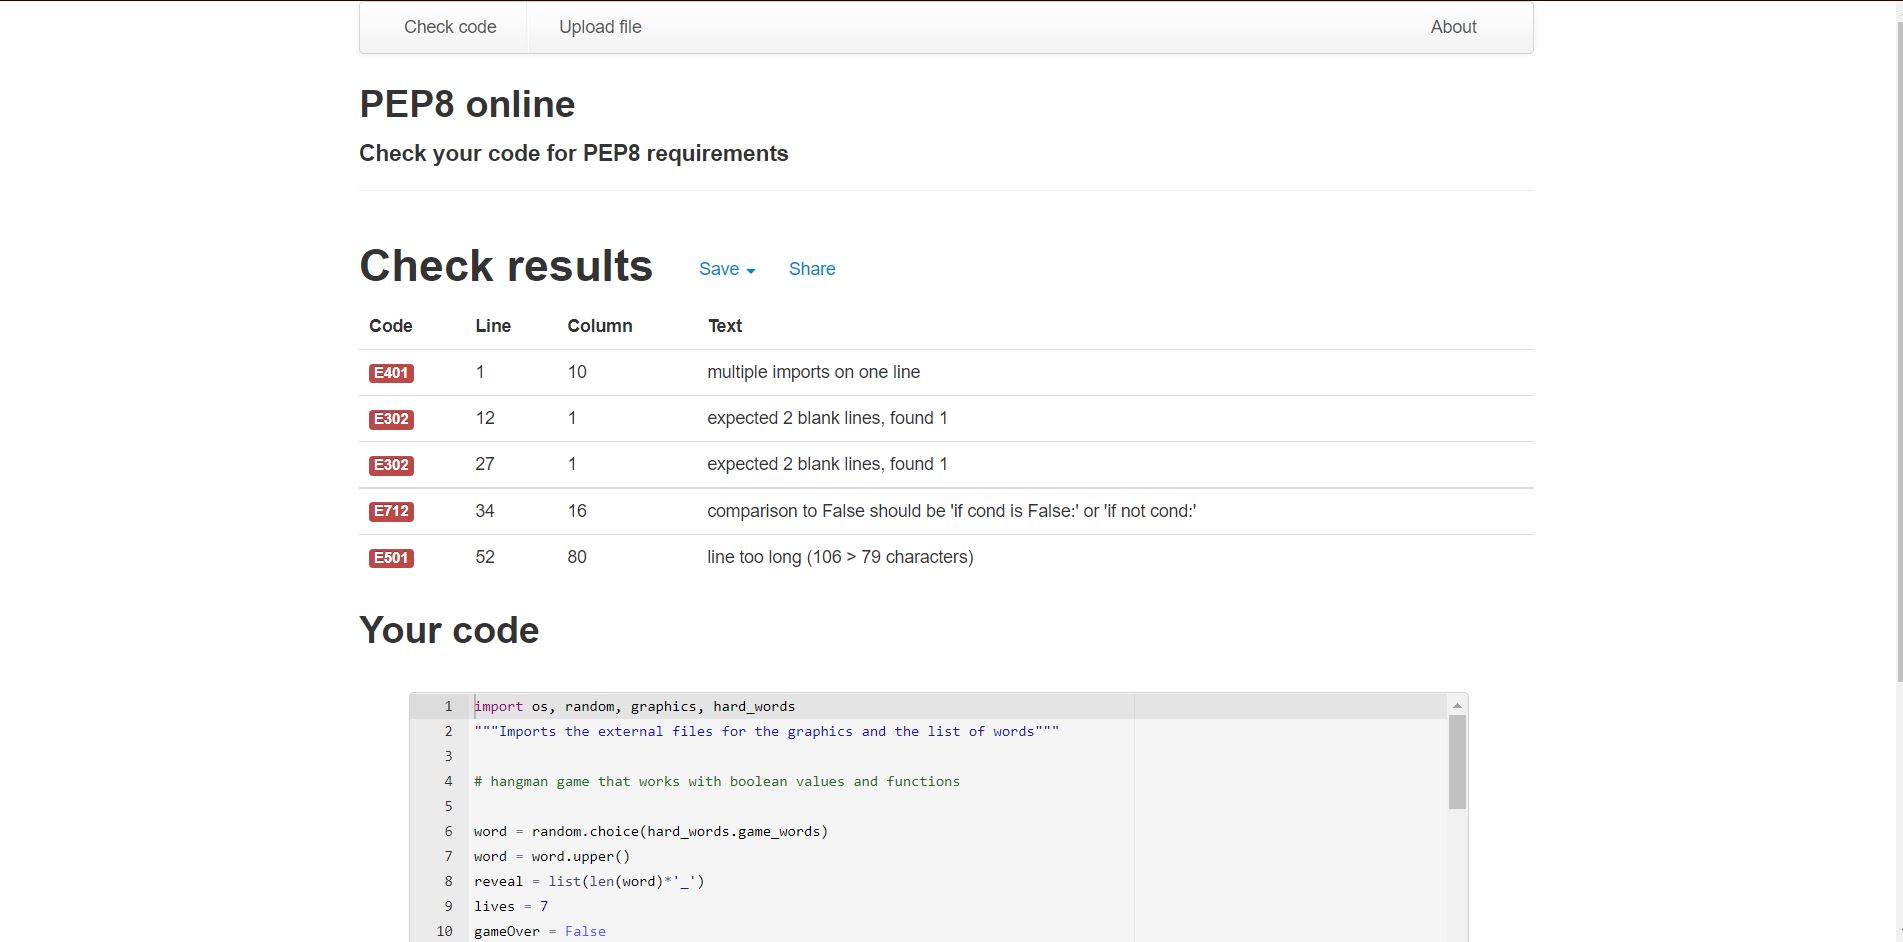 Check code Upload file About
PEP8 online
Check your code for PEP8 requirements
Check results Save Share
Code Line Column Text
E401 1 10 multiple imports on one line
E302 12 1 expected 2 blank lines, found 1
E302 27 1 expected 2 blank lines, found 1
E712 34 16 comparison to False should be 'if cond is False:' or 'if not cond:'
E501 52 80 line too long (106 > 79 characters)
Your code
1 import os, random, graphics, hard_words
2 """Imports the external files for the graphics and the list of words"""
3
4 # hangman game that works with boolean values and functions
5
6 word = random.choice(hard_words.game_words)
7 word = word.upper()
8 reveal = list(len(word)*'_')
9 lives = 7
10 gameOver = False